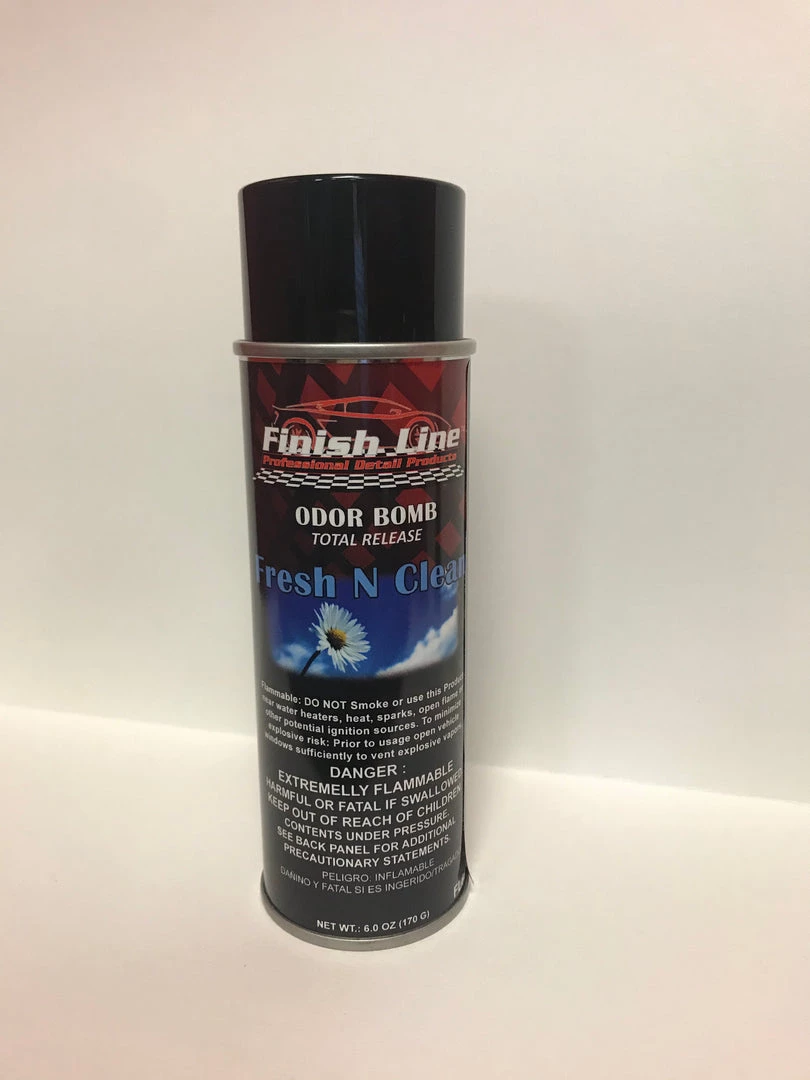 Finish Line
Professional Detail Products
ODOR BOMB
TOTAL RELEASE
Fresh N Clean
Flammable: DO NOT Smoke or use this Product
near water heaters, heat, sparks, open flame or
other potential ignition sources. To minimize
explosive risk: Prior to usage open vehicle
windows sufficiently to vent explosive vapors.
DANGER :
EXTREMELLY FLAMMABLE
HARMFUL OR FATAL IF SWALLOWED
KEEP OUT OF REACH OF CHILDREN
CONTENTS UNDER PRESSURE.
SEE BACK PANEL FOR ADDITIONAL
PRECAUTIONARY STATEMENTS.
PELIGRO: INFLAMABLE
DAÑINO Y FATAL SI ES INGERIDO/TRAGADO
NET WT.: 6.0 OZ (170 G)